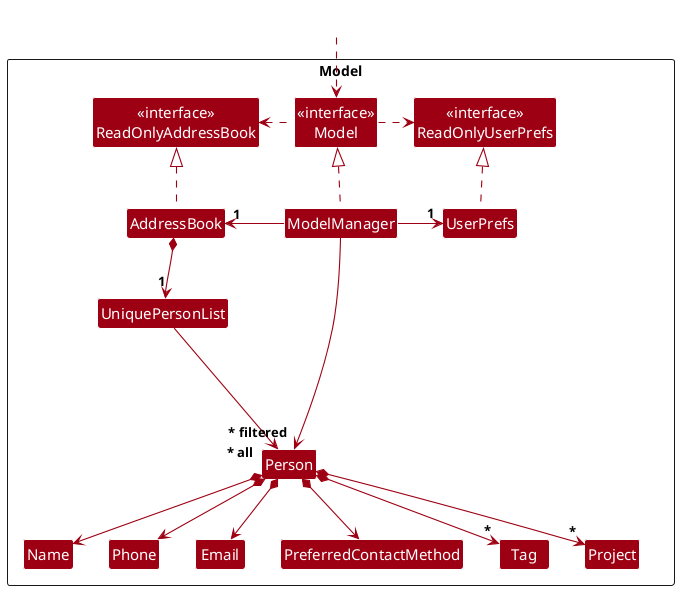 Model
«interface»
ReadOnlyAddressBook
«interface»
Model
«interface»
ReadOnlyUserPrefs
AddressBook
1
ModelManager
1
UserPrefs
1
UniquePersonList
* filtered
* all
Person
*
*
Name
Phone
Email
PreferredContactMethod
Tag
Project